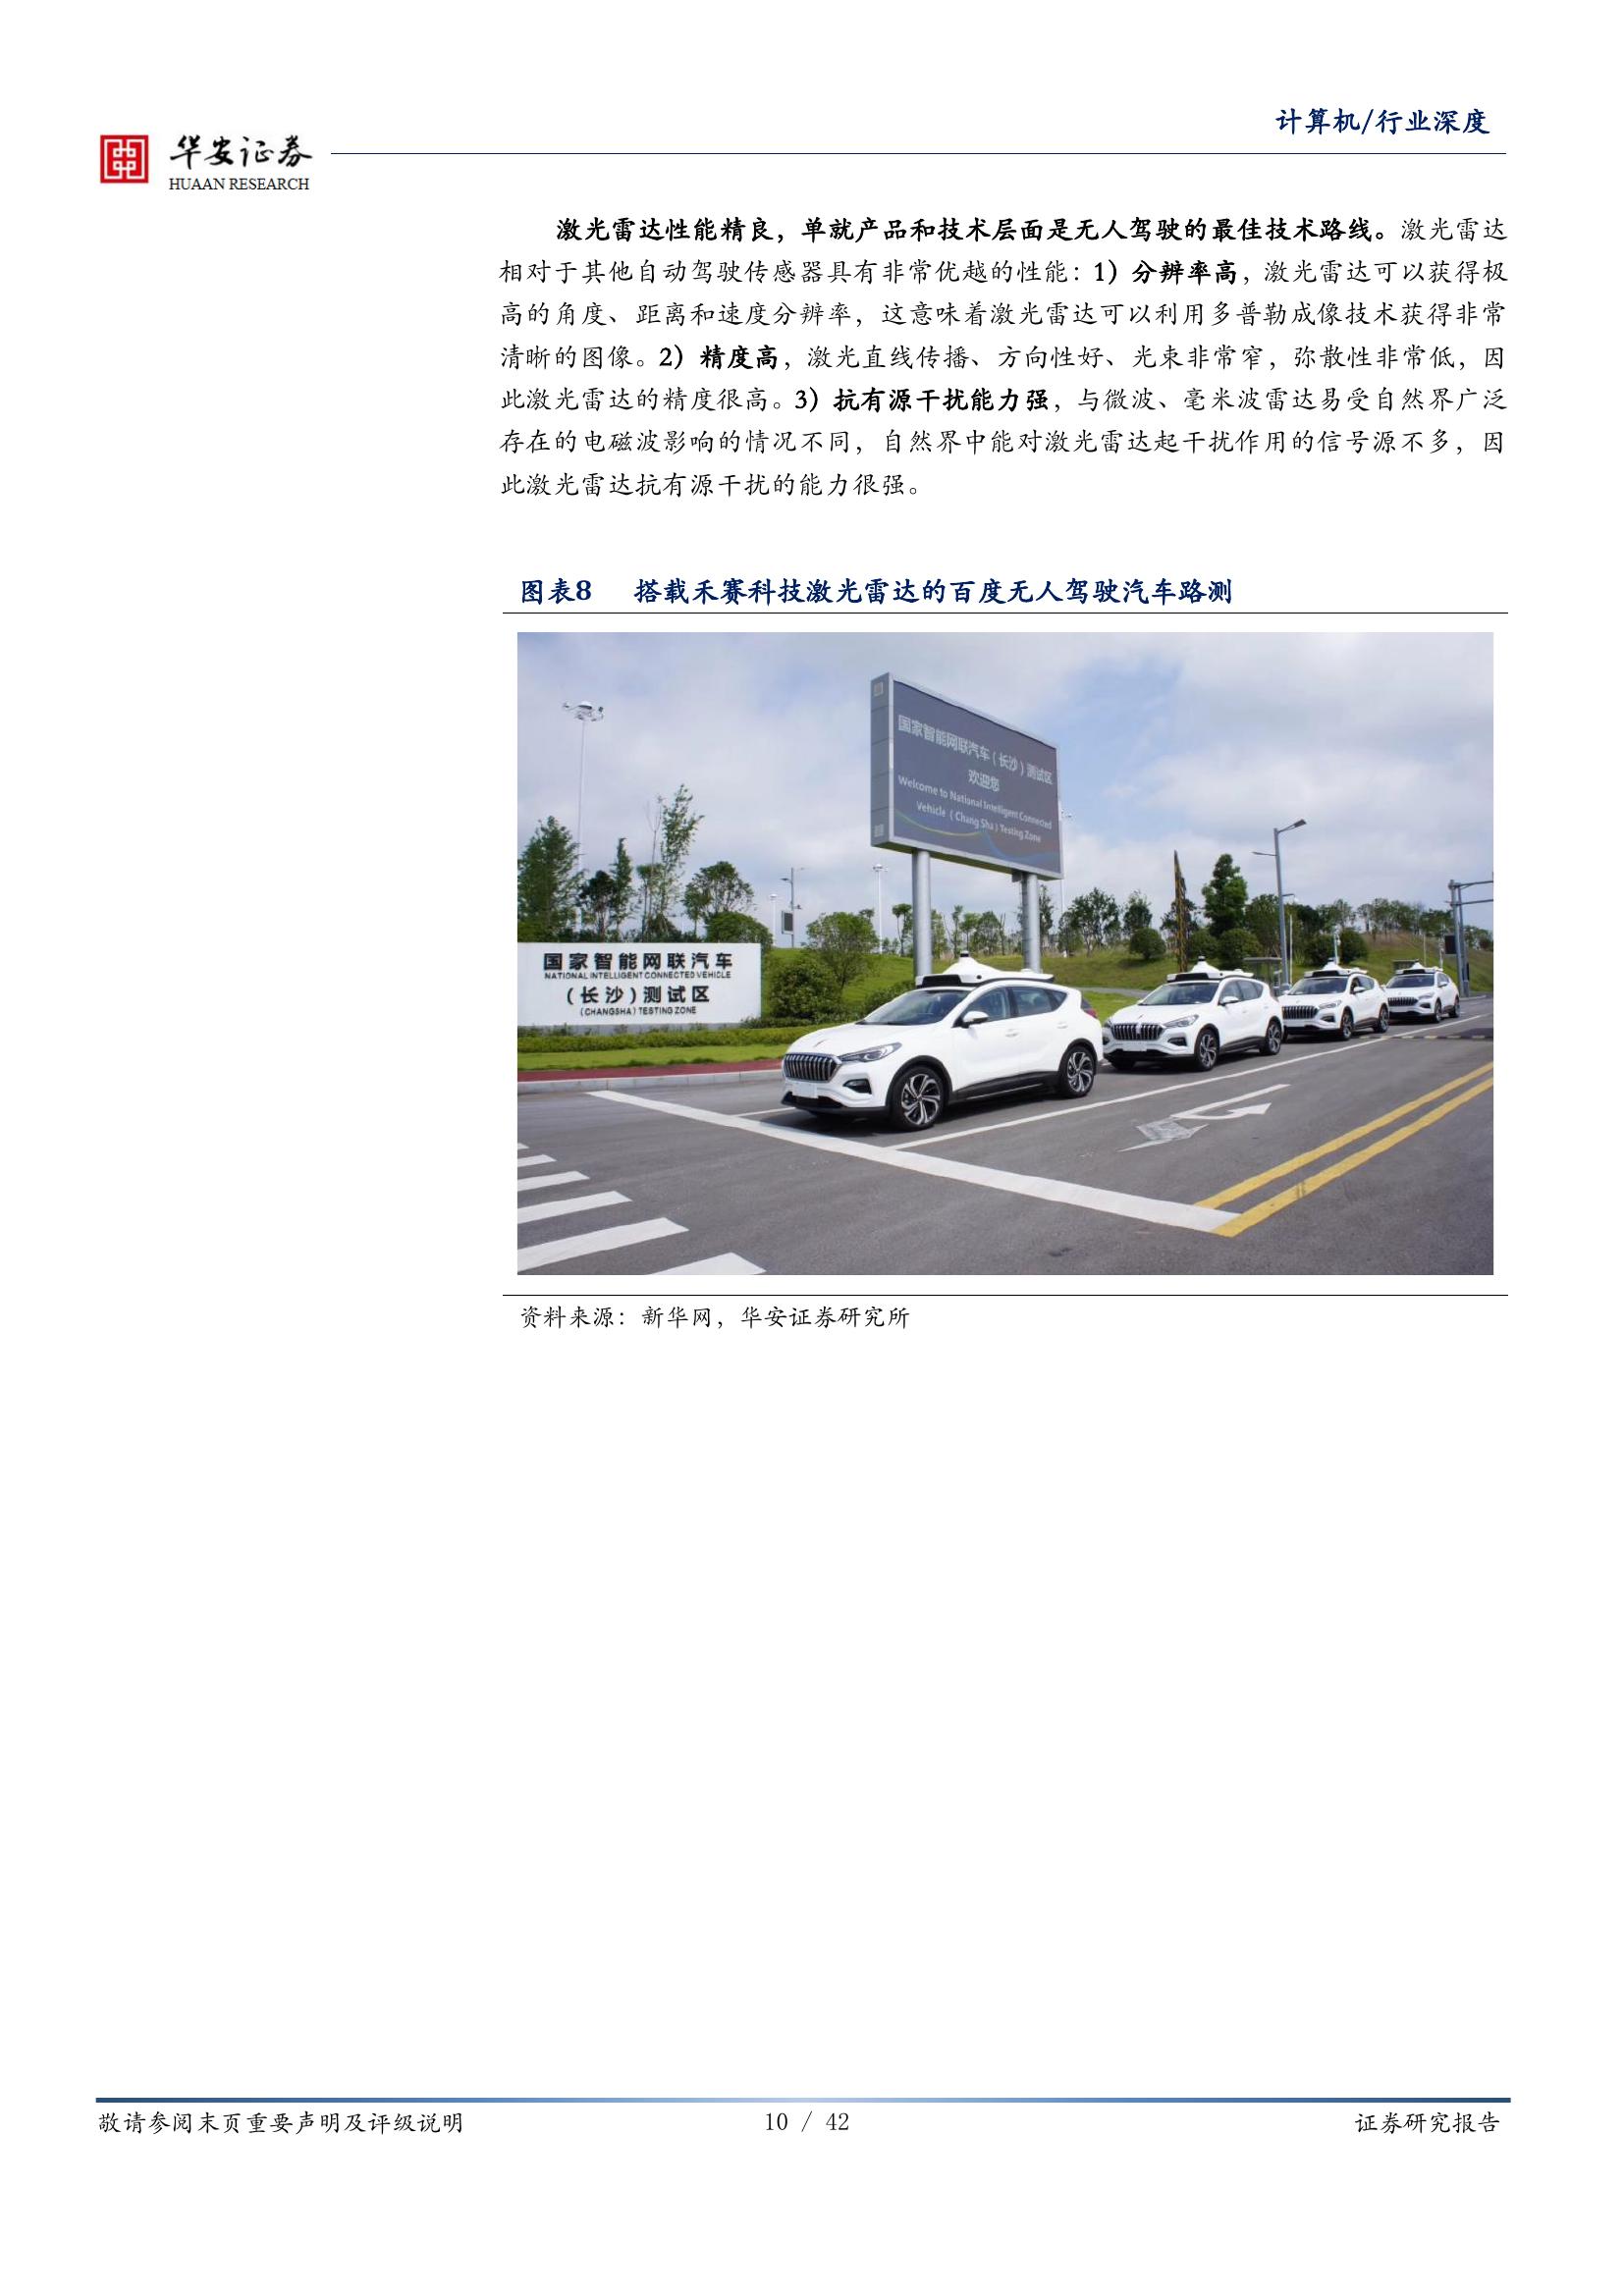 计算机/行业深度
华安证券
HUAAN RESEARCH
激光雷达性能精良，单就产品和技术层面是无人驾驶的最佳技术路线。激光雷达
相对于其他自动驾驶传感器具有非常优越的性能：1）分辨率高，激光雷达可以获得极
高的角度、距离和速度分辨率，这意味着激光雷达可以利用多普勒成像技术获得非常
清晰的图像。2）精度高，激光直线传播、方向性好、光束非常窄，弥散性非常低，因
此激光雷达的精度很高。3）抗有源干扰能力强，与微波、毫米波雷达易受自然界广泛
存在的电磁波影响的情况不同，自然界中能对激光雷达起干扰作用的信号源不多，因
此激光雷达抗有源干扰的能力很强。
图表8 搭载禾赛科技激光雷达的百度无人驾驶汽车路测
国家智能网联汽车（长沙）测试区
欢迎您
Welcome to National Intelligent Connected
Vehicle ( Chang Sha ) Testing Zone
国家智能网联汽车
NATIONAL INTELLIGENT CONNECTED VEHICLE
（长沙）测试区
(CHANGSHA) TESTING ZONE
资料来源：新华网，华安证券研究所
敬请参阅末页重要声明及评级说明
10 / 42
证券研究报告